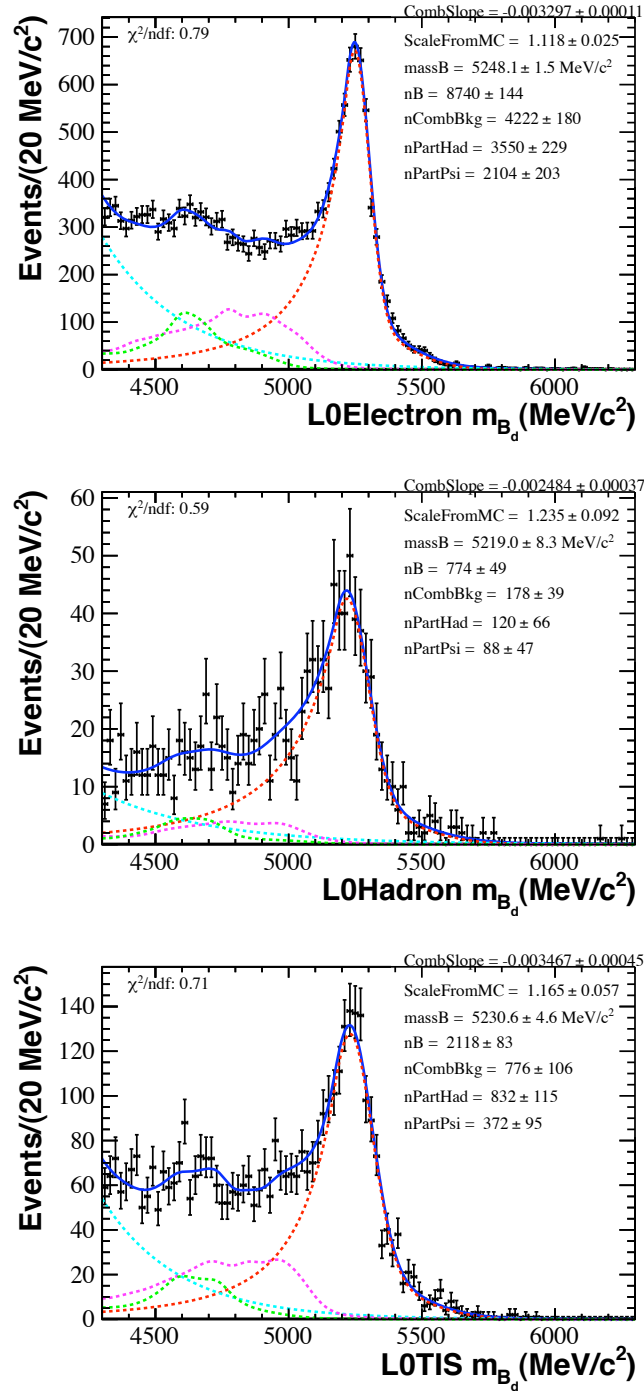 CombSlope = -0.003297 ± 0.00011
χ²/ndf: 0.79
ScaleFromMC = 1.118 ± 0.025
massB = 5248.1 ± 1.5 MeV/c²
nB = 8740 ± 144
nCombBkg = 4222 ± 180
nPartHad = 3550 ± 229
nPartPsi = 2104 ± 203
Events/(20 MeV/c²)
700
600
500
400
300
200
100
0
4500 5000 5500 6000
L0Electron m_{B_d}(MeV/c²)
CombSlope = -0.002484 ± 0.00037
χ²/ndf: 0.59
ScaleFromMC = 1.235 ± 0.092
massB = 5219.0 ± 8.3 MeV/c²
nB = 774 ± 49
nCombBkg = 178 ± 39
nPartHad = 120 ± 66
nPartPsi = 88 ± 47
Events/(20 MeV/c²)
60
50
40
30
20
10
0
4500 5000 5500 6000
L0Hadron m_{B_d}(MeV/c²)
CombSlope = -0.003467 ± 0.00045
χ²/ndf: 0.71
ScaleFromMC = 1.165 ± 0.057
massB = 5230.6 ± 4.6 MeV/c²
nB = 2118 ± 83
nCombBkg = 776 ± 106
nPartHad = 832 ± 115
nPartPsi = 372 ± 95
Events/(20 MeV/c²)
140
120
100
80
60
40
20
0
4500 5000 5500 6000
L0TIS m_{B_d}(MeV/c²)